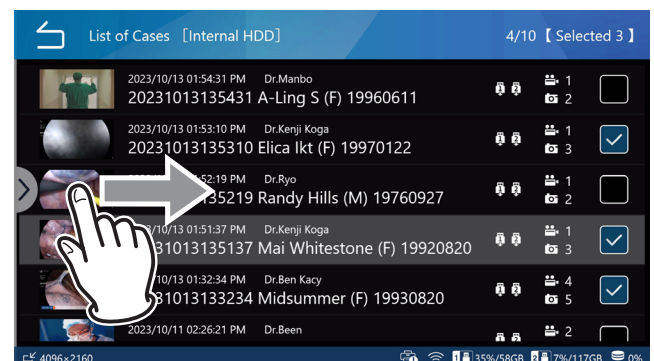 List of Cases [Internal HDD]
4/10 【 Selected 3 】
2023/10/13 01:54:31 PM Dr.Manbo
20231013135431 A-Ling S (F) 19960611
1
2
2023/10/13 01:53:10 PM Dr.Kenji Koga
20231013135310 Elica Ikt (F) 19970122
1
3
:52:19 PM Dr.Ryo
135219 Randy Hills (M) 19760927
1
2
/10/13 01:51:37 PM Dr.Kenji Koga
31013135137 Mai Whitestone (F) 19920820
1
3
/10/13 01:32:34 PM Dr.Ben Kacy
31013133234 Midsummer (F) 19930820
4
5
2023/10/11 02:26:21 PM Dr.Been
2
4096×2160
1 35%/58GB 2 7%/117GB 0%